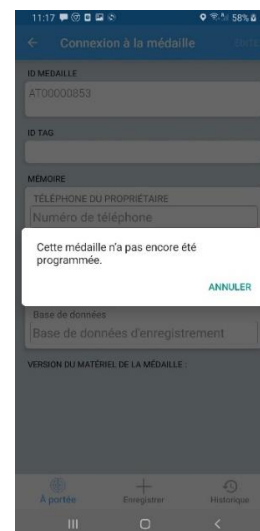 11:17
58%
Connexion à la médaille
ID MEDAILLE
AT00000853
ID TAG
MÉMOIRE
TÉLÉPHONE DU PROPRIÉTAIRE
Numéro de téléphone
Cette médaille n'a pas encore été
programmée.
ANNULER
Base de données
Base de données d'enregistrement
VERSION DU MATÉRIEL DE LA MÉDAILLE :
À portée
Enregistrer
Historique